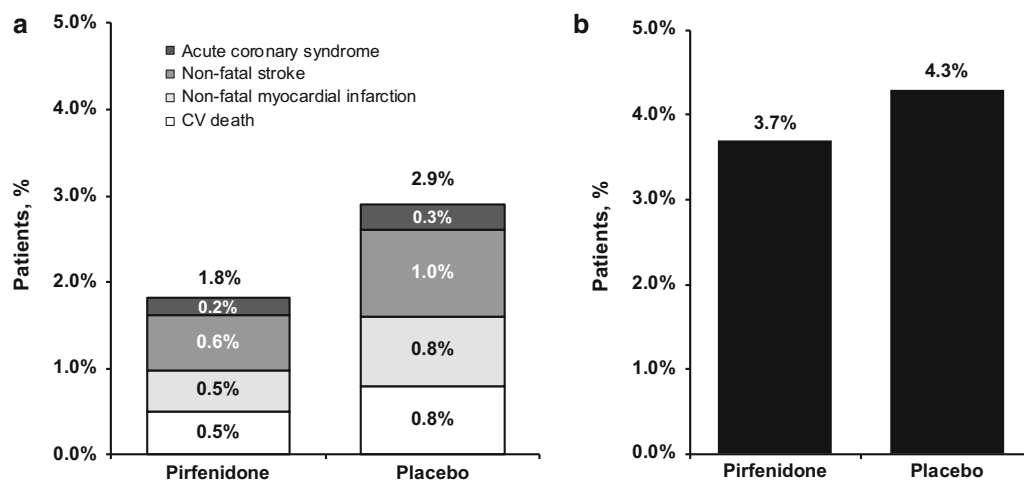 a
Patients, %
5.0%
4.0%
3.0%
2.0%
1.0%
0.0%
Acute coronary syndrome
Non-fatal stroke
Non-fatal myocardial infarction
CV death
1.8%
0.2%
0.6%
0.5%
0.5%
2.9%
0.3%
1.0%
0.8%
0.8%
Pirfenidone
Placebo
b
Patients, %
5.0%
4.0%
3.0%
2.0%
1.0%
0.0%
3.7%
4.3%
Pirfenidone
Placebo